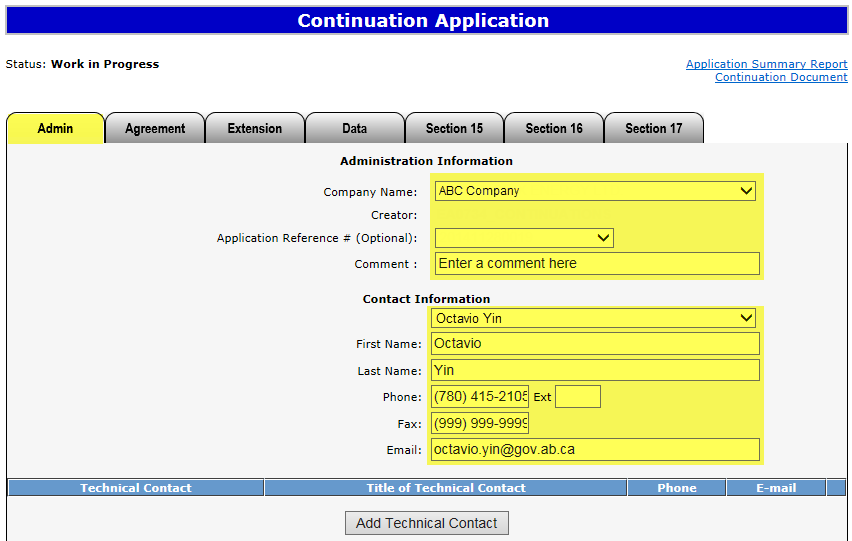 Continuation Application
Status: Work in Progress
Application Summary Report
Continuation Document
Admin Agreement Extension Data Section 15 Section 16 Section 17
Administration Information
Company Name: ABC Company
Creator:
Application Reference # (Optional):
Comment : Enter a comment here
Contact Information
Octavio Yin
First Name: Octavio
Last Name: Yin
Phone: (780) 415-2105 Ext
Fax: (999) 999-9999
Email: octavio.yin@gov.ab.ca
Technical Contact Title of Technical Contact Phone E-mail
Add Technical Contact